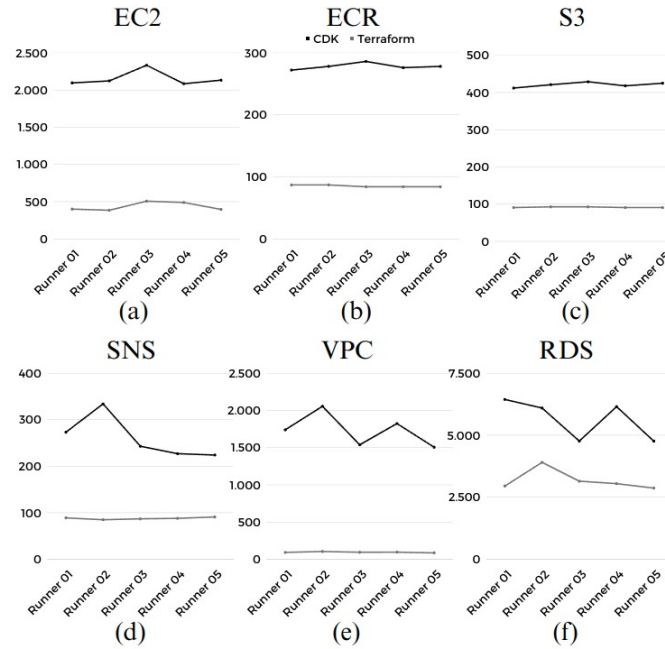 EC2
2.500
2.000
1.500
1.000
500
0
Runner 01
Runner 02
Runner 03
Runner 04
Runner 05
(a)
ECR
CDK Terraform
300
200
100
0
Runner 01
Runner 02
Runner 03
Runner 04
Runner 05
(b)
S3
500
400
300
200
100
0
Runner 01
Runner 02
Runner 03
Runner 04
Runner 05
(c)
SNS
400
300
200
100
0
Runner 01
Runner 02
Runner 03
Runner 04
Runner 05
(d)
VPC
2.500
2.000
1.500
1.000
500
0
Runner 01
Runner 02
Runner 03
Runner 04
Runner 05
(e)
RDS
7.500
5.000
2.500
0
Runner 01
Runner 02
Runner 03
Runner 04
Runner 05
(f)